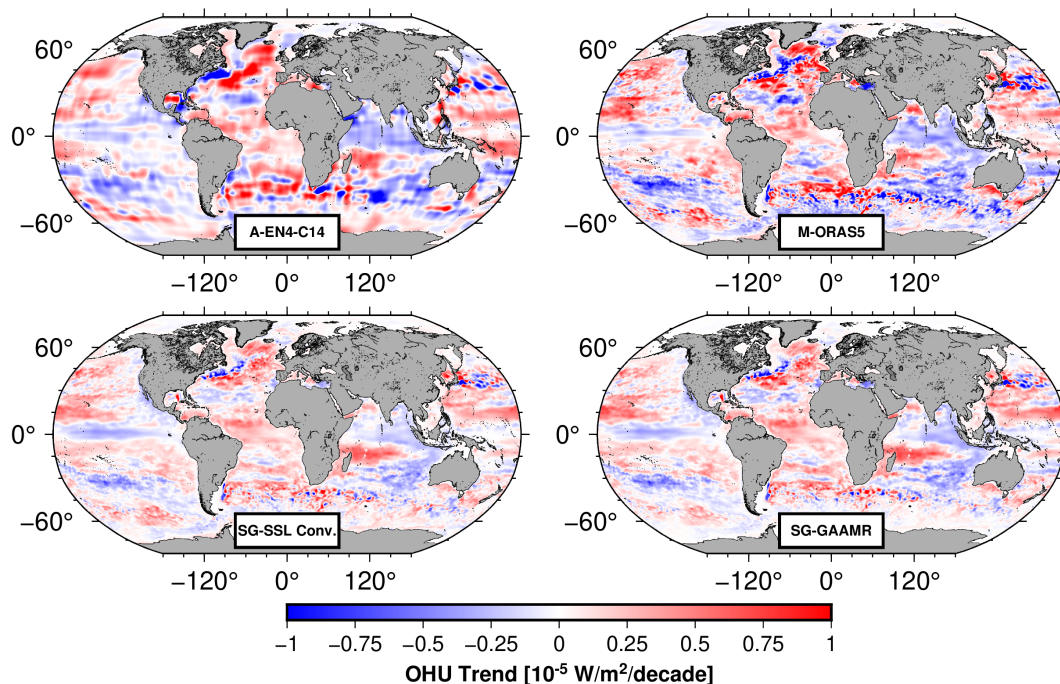 60° 60°
0° 0°
−60° −60°
A-EN4-C14 M-ORAS5
−120° 0° 120° −120° 0° 120°
60° 60°
0° 0°
−60° −60°
SG-SSL Conv. SG-GAAMR
−120° 0° 120° −120° 0° 120°
−1 −0.75 −0.5 −0.25 0 0.25 0.5 0.75 1
OHU Trend [10⁻⁵ W/m²/decade]